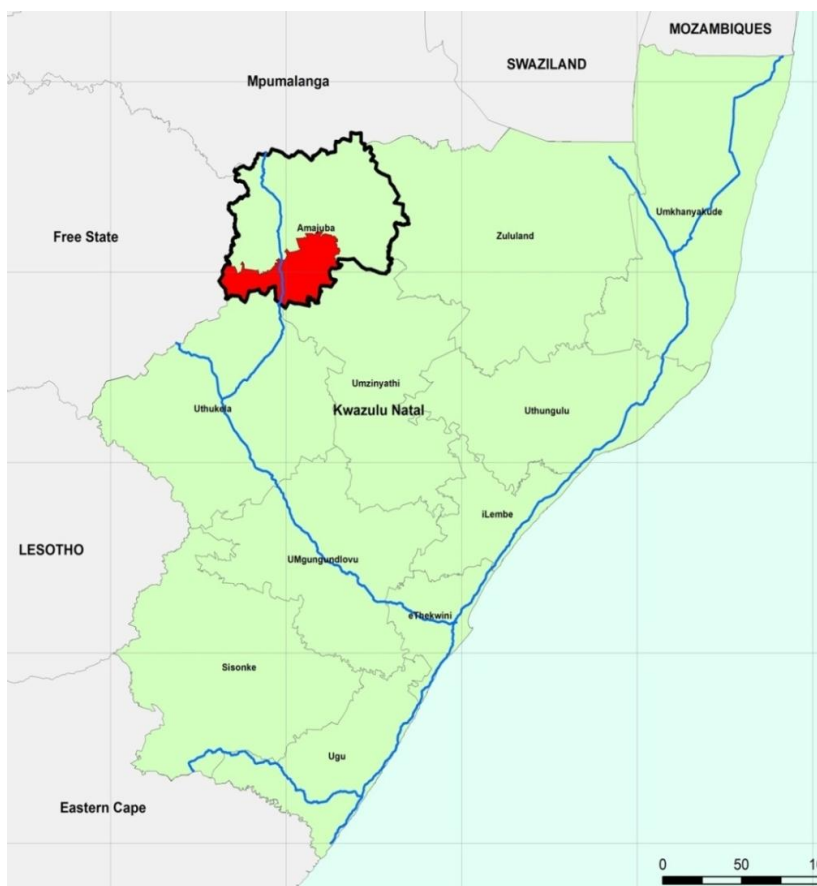 MOZAMBIQUES
SWAZILAND
Mpumalanga
Umkhanyakude
Amajuba
Free State
Zululand
Umzinyathi
Uthukela
Kwazulu Natal
Uthungulu
iLembe
LESOTHO
UMgungundlovu
eThekwini
Sisonke
Ugu
Eastern Cape
0 50